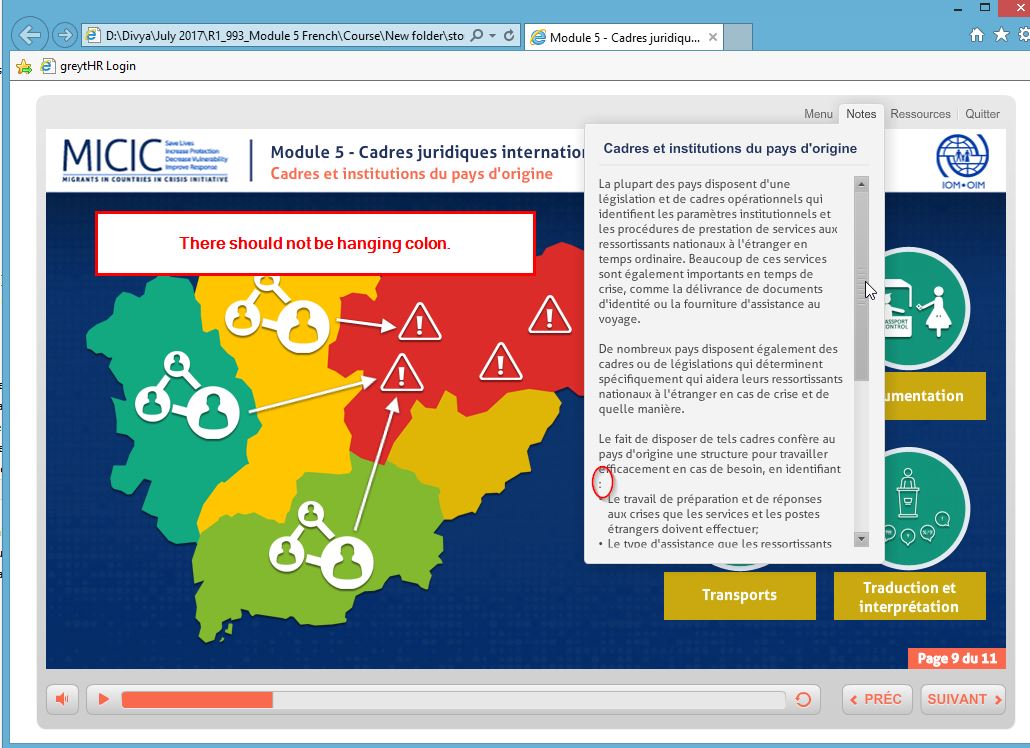 D:\Divya\July 2017\R1_993_Module 5 French\Course\New folder\sto
Module 5 - Cadres juridiqu...
greytHR Login
Menu
Notes
Ressources
Quitter
MICIC
Save Lives
Increase Protection
Decrease Vulnerability
Improve Response
MIGRANTS IN COUNTRIES IN CRISIS INITIATIVE
Module 5 - Cadres juridiques internatio
Cadres et institutions du pays d'origine
IOM•OIM
There should not be hanging colon.
Cadres et institutions du pays d'origine
La plupart des pays disposent d'une
législation et de cadres opérationnels qui
identifient les paramètres institutionnels et
les procédures de prestation de services aux
ressortissants nationaux à l'étranger en
temps ordinaire. Beaucoup de ces services
sont également importants en temps de
crise, comme la délivrance de documents
d'identité ou la fourniture d'assistance au
voyage.
De nombreux pays disposent également des
cadres ou de législations qui déterminent
spécifiquement qui aidera leurs ressortissants
nationaux à l'étranger en cas de crise et de
quelle manière.
Le fait de disposer de tels cadres confère au
pays d'origine une structure pour travailler
efficacement en cas de besoin, en identifiant
:
• Le travail de préparation et de réponses
aux crises que les services et les postes
étrangers doivent effectuer;
• Le type d'assistance que les ressortissants
ASSPORT
CONTROL
umentation
Transports
Traduction et
interprétation
Page 9 du 11
PRÉC
SUIVANT